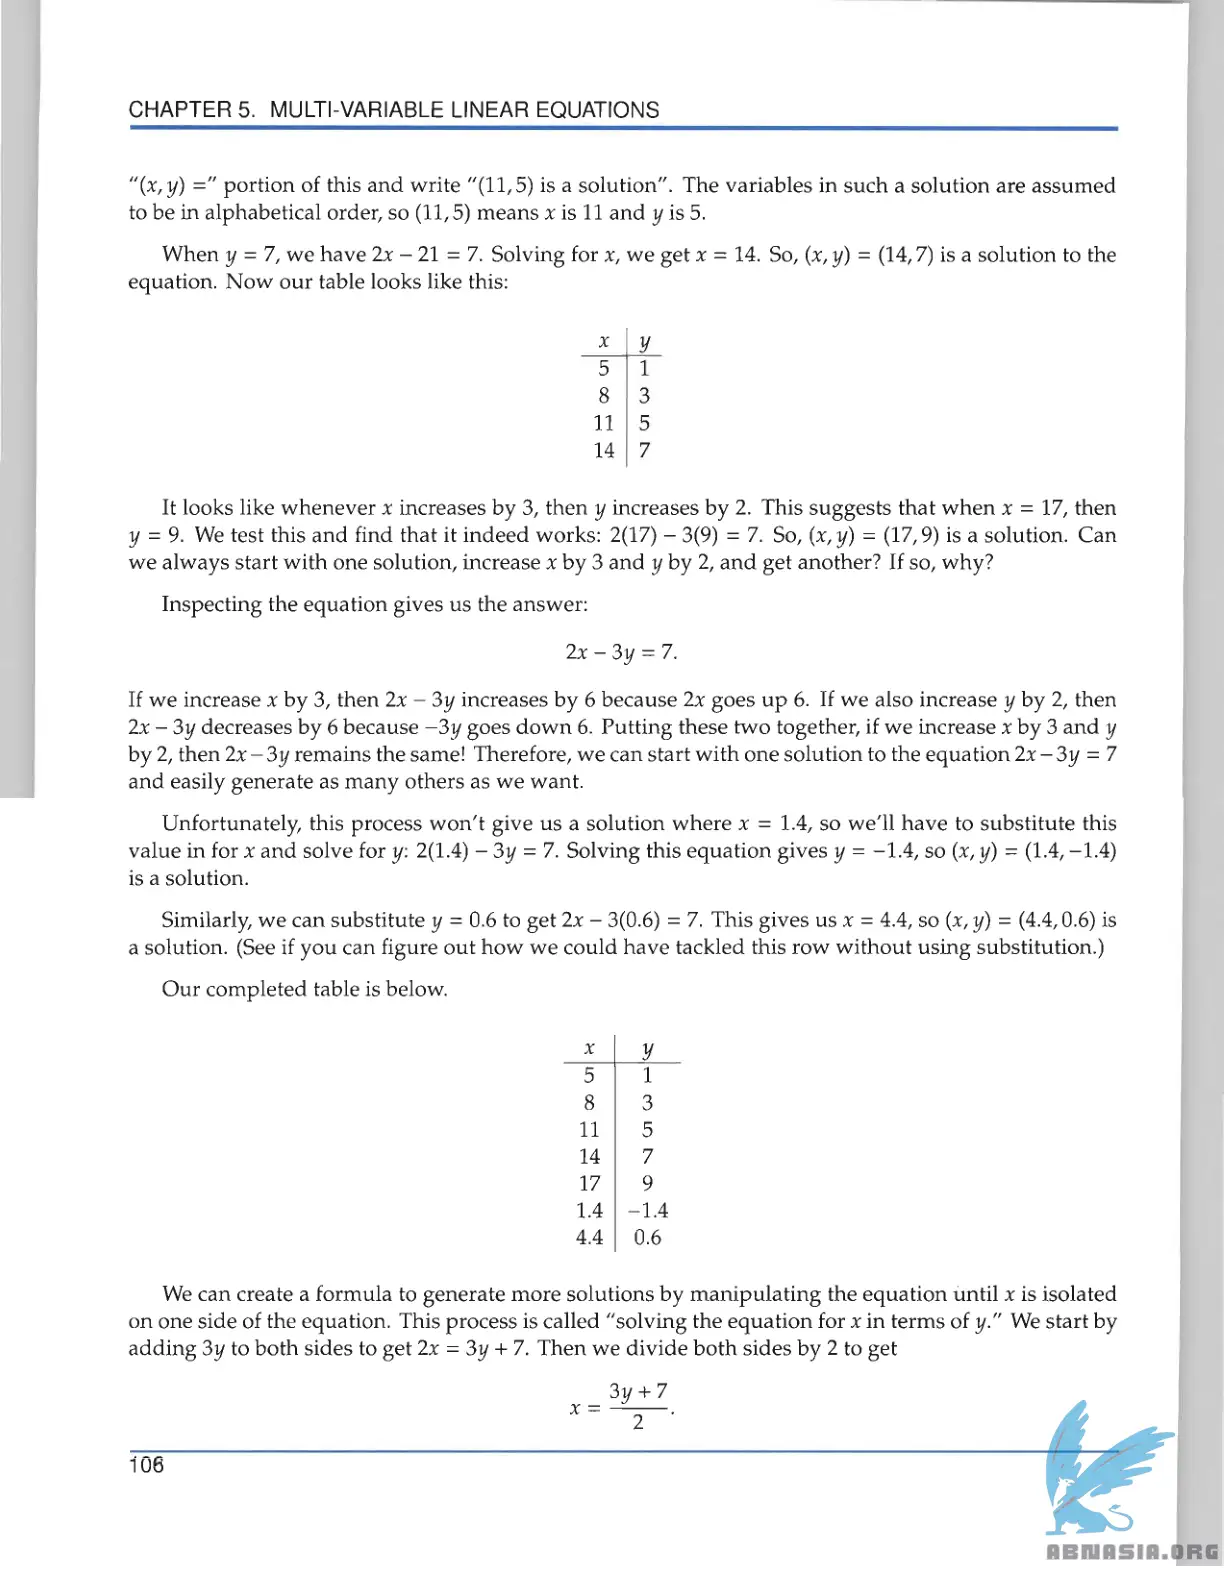 CHAPTER 5. MULTI-VARIABLE LINEAR EQUATIONS
"(x, y) =" portion of this and write "(11, 5) is a solution". The variables in such a solution are assumed
to be in alphabetical order, so (11, 5) means x is 11 and y is 5.
When y = 7, we have 2x – 21 = 7. Solving for x, we get x = 14. So, (x, y) = (14, 7) is a solution to the
equation. Now our table looks like this:
x y
5 1
8 3
11 5
14 7
It looks like whenever x increases by 3, then y increases by 2. This suggests that when x = 17, then
y = 9. We test this and find that it indeed works: 2(17) – 3(9) = 7. So, (x, y) = (17, 9) is a solution. Can
we always start with one solution, increase x by 3 and y by 2, and get another? If so, why?
Inspecting the equation gives us the answer:
2x – 3y = 7.
If we increase x by 3, then 2x – 3y increases by 6 because 2x goes up 6. If we also increase y by 2, then
2x – 3y decreases by 6 because –3y goes down 6. Putting these two together, if we increase x by 3 and y
by 2, then 2x – 3y remains the same! Therefore, we can start with one solution to the equation 2x – 3y = 7
and easily generate as many others as we want.
Unfortunately, this process won't give us a solution where x = 1.4, so we'll have to substitute this
value in for x and solve for y: 2(1.4) – 3y = 7. Solving this equation gives y = –1.4, so (x, y) = (1.4, –1.4)
is a solution.
Similarly, we can substitute y = 0.6 to get 2x – 3(0.6) = 7. This gives us x = 4.4, so (x, y) = (4.4, 0.6) is
a solution. (See if you can figure out how we could have tackled this row without using substitution.)
Our completed table is below.
x y
5 1
8 3
11 5
14 7
17 9
1.4 –1.4
4.4 0.6
We can create a formula to generate more solutions by manipulating the equation until x is isolated
on one side of the equation. This process is called "solving the equation for x in terms of y." We start by
adding 3y to both sides to get 2x = 3y + 7. Then we divide both sides by 2 to get
x = (3y + 7)/2.
106
ABNASIA.ORG